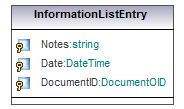 InformationListEntry
Notes:string
Date:DateTime
DocumentID:DocumentOID